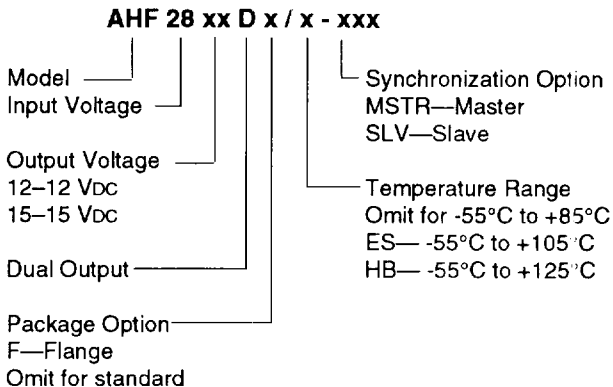 AHF 28 xx D x / x - xxx
Model
Input Voltage
Output Voltage
12–12 VDC
15–15 VDC
Dual Output
Package Option
F—Flange
Omit for standard
Synchronization Option
MSTR—Master
SLV—Slave
Temperature Range
Omit for -55°C to +85°C
ES— -55°C to +105°C
HB— -55°C to +125°C